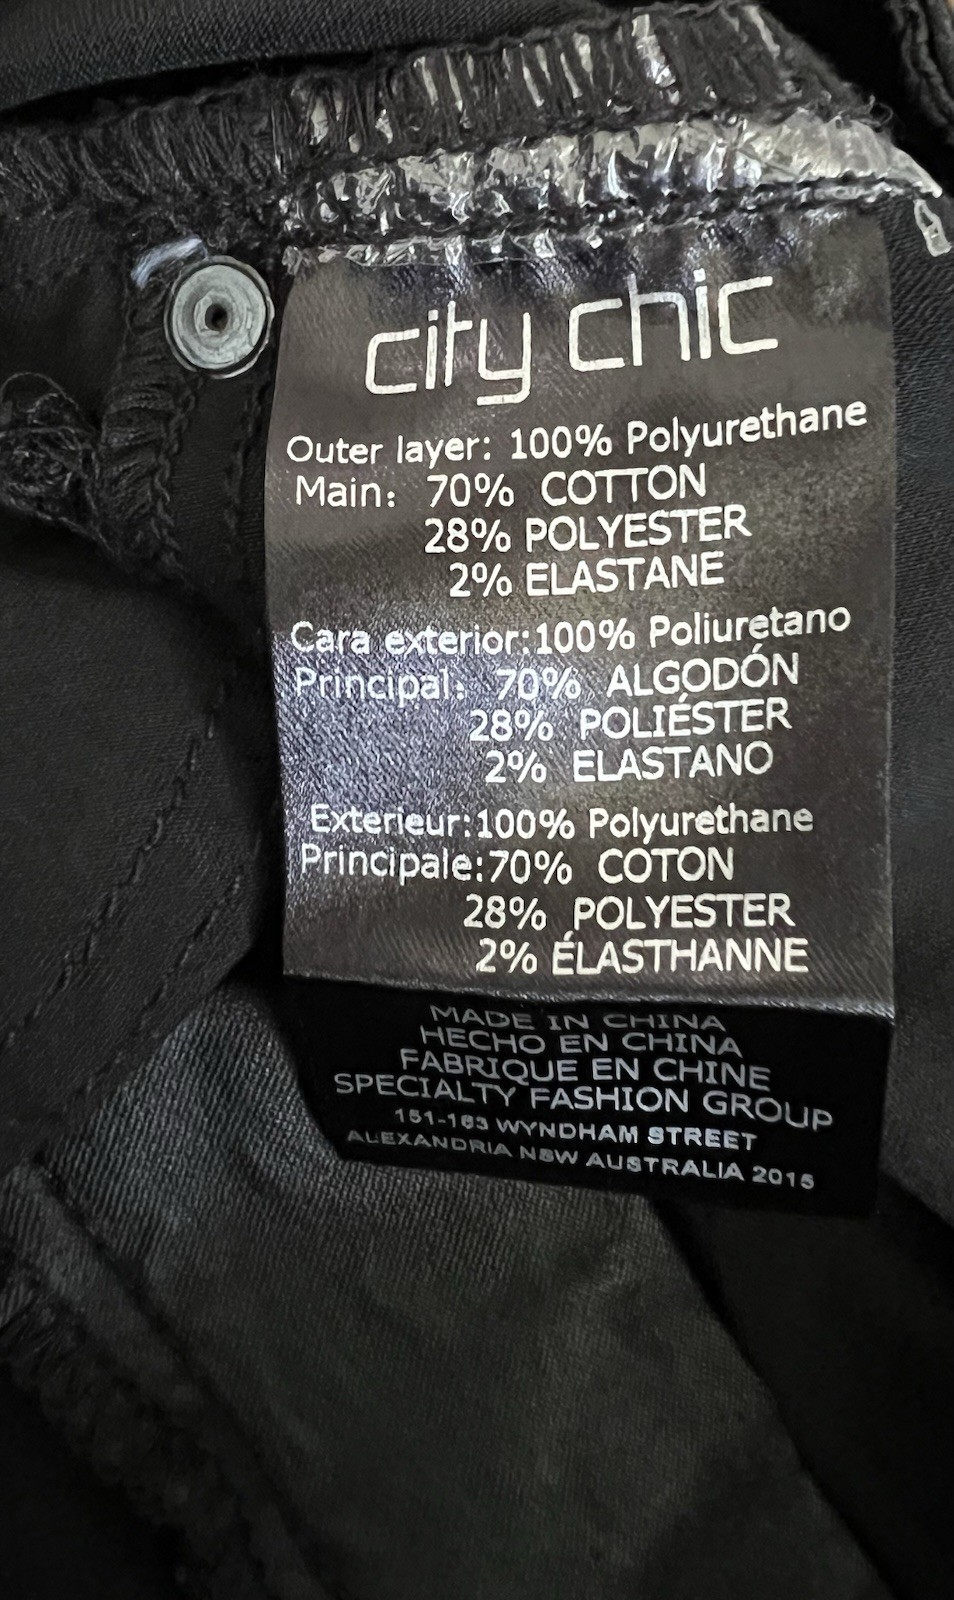 city chic
Outer layer: 100% Polyurethane
Main: 70% COTTON
28% POLYESTER
2% ELASTANE
Cara exterior:100% Poliuretano
Principal: 70% ALGODÓN
28% POLIÉSTER
2% ELASTANO
Exterieur:100% Polyurethane
Principale:70% COTON
28% POLYESTER
2% ÉLASTHANNE
MADE IN CHINA
HECHO EN CHINA
FABRIQUE EN CHINE
SPECIALTY FASHION GROUP
151-163 WYNDHAM STREET
ALEXANDRIA NSW AUSTRALIA 2015